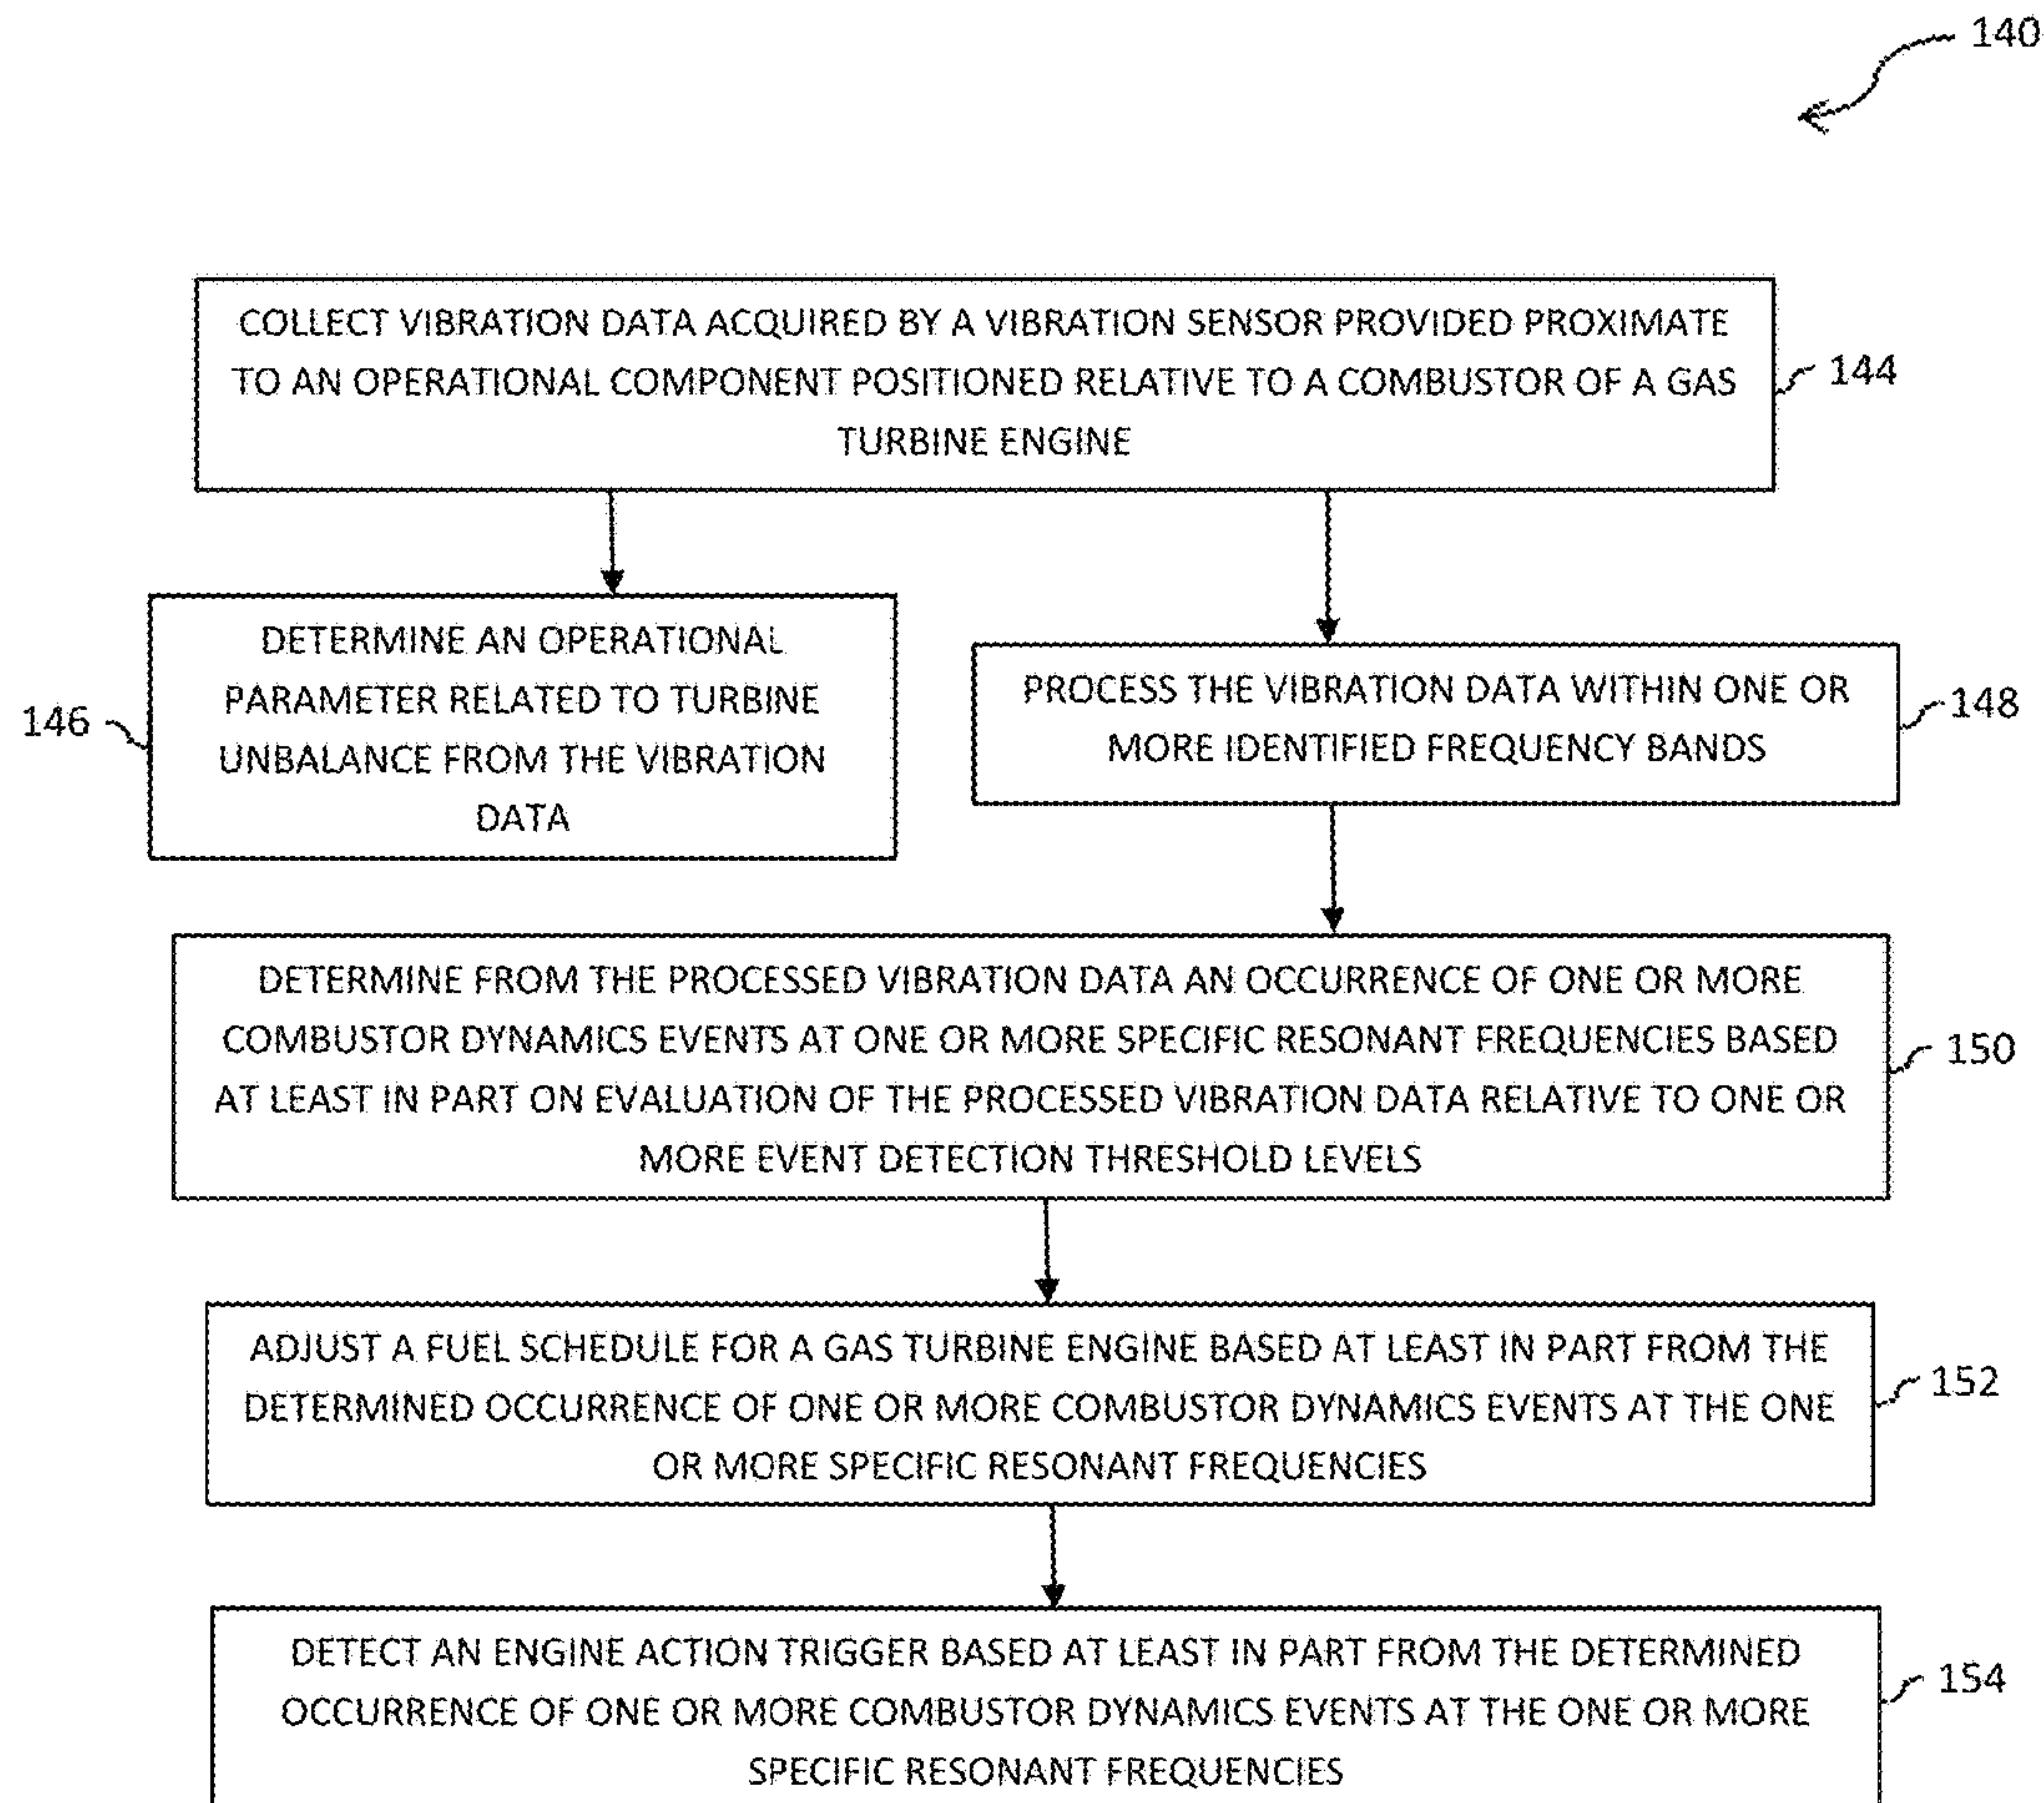 140
COLLECT VIBRATION DATA ACQUIRED BY A VIBRATION SENSOR PROVIDED PROXIMATE
TO AN OPERATIONAL COMPONENT POSITIONED RELATIVE TO A COMBUSTOR OF A GAS
TURBINE ENGINE
144
DETERMINE AN OPERATIONAL
PARAMETER RELATED TO TURBINE
UNBALANCE FROM THE VIBRATION
DATA
146
PROCESS THE VIBRATION DATA WITHIN ONE OR
MORE IDENTIFIED FREQUENCY BANDS
148
DETERMINE FROM THE PROCESSED VIBRATION DATA AN OCCURRENCE OF ONE OR MORE
COMBUSTOR DYNAMICS EVENTS AT ONE OR MORE SPECIFIC RESONANT FREQUENCIES BASED
AT LEAST IN PART ON EVALUATION OF THE PROCESSED VIBRATION DATA RELATIVE TO ONE OR
MORE EVENT DETECTION THRESHOLD LEVELS
150
ADJUST A FUEL SCHEDULE FOR A GAS TURBINE ENGINE BASED AT LEAST IN PART FROM THE
DETERMINED OCCURRENCE OF ONE OR MORE COMBUSTOR DYNAMICS EVENTS AT THE ONE
OR MORE SPECIFIC RESONANT FREQUENCIES
152
DETECT AN ENGINE ACTION TRIGGER BASED AT LEAST IN PART FROM THE DETERMINED
OCCURRENCE OF ONE OR MORE COMBUSTOR DYNAMICS EVENTS AT THE ONE OR MORE
SPECIFIC RESONANT FREQUENCIES
154